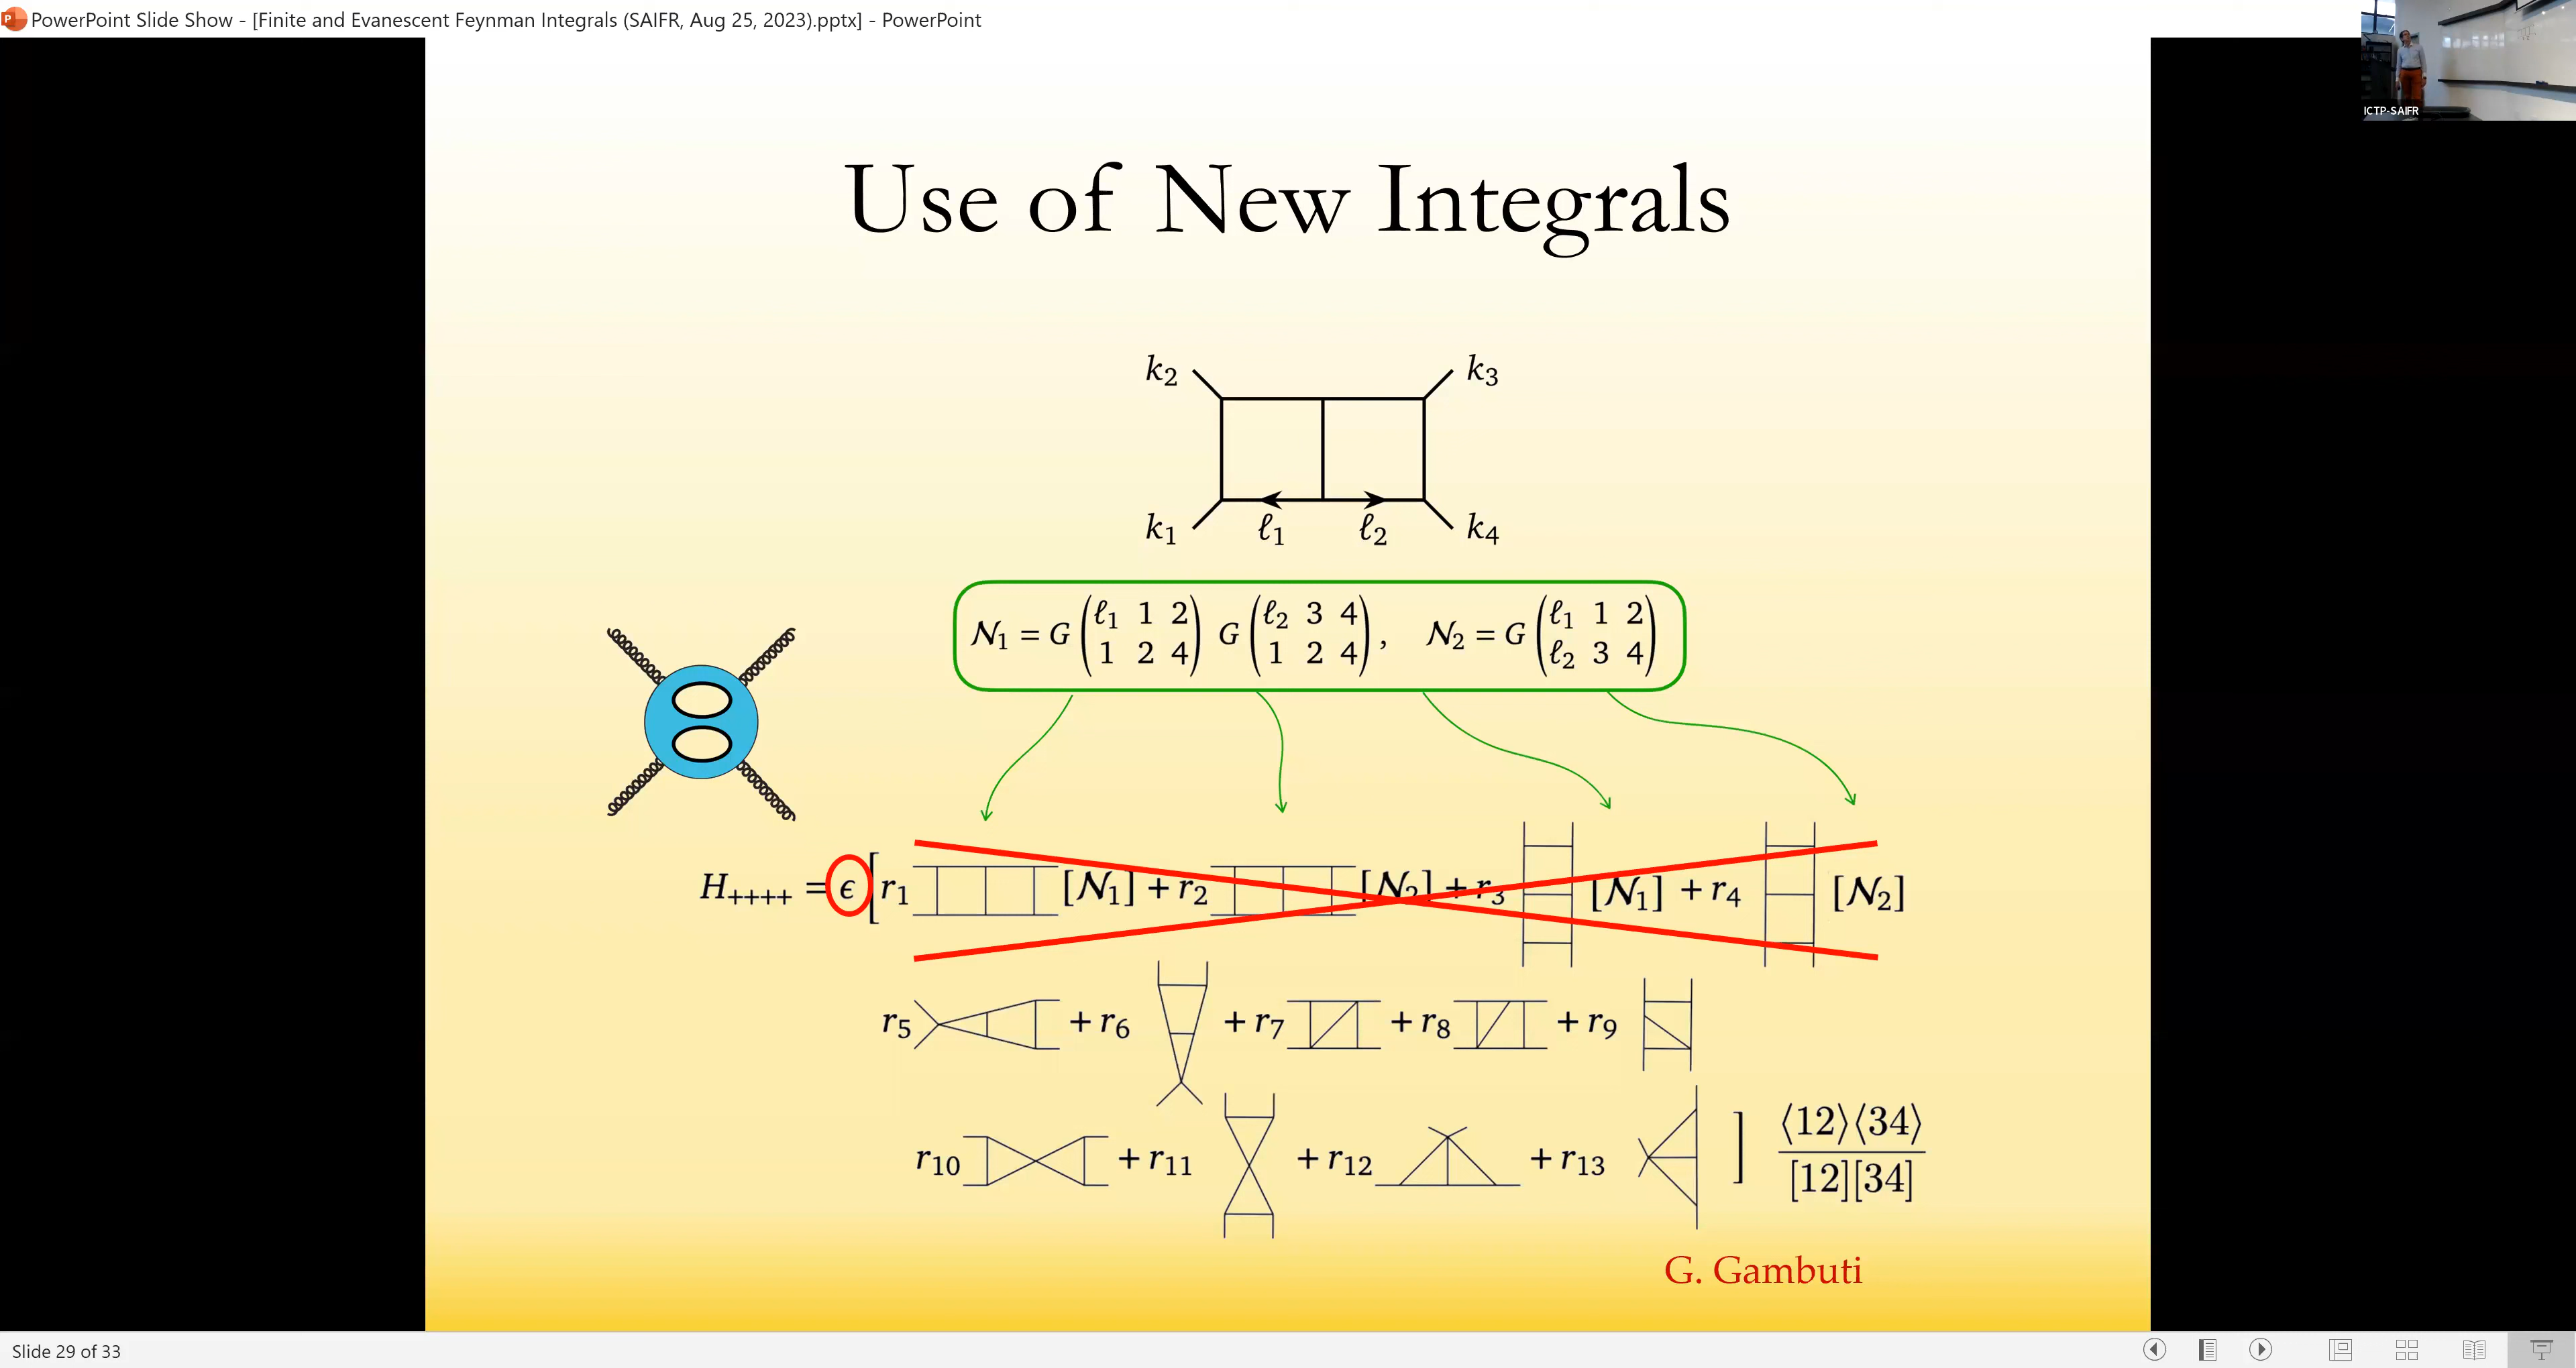 PowerPoint Slide Show - [Finite and Evanescent Feynman Integrals (SAIFR, Aug 25, 2023).pptx] - PowerPoint
ICTP-SAIFR
Use of New Integrals
k₂ k₃
k₁ ℓ₁ ℓ₂ k₄
𝒩₁ = G(ℓ₁ 1 2 / 1 2 4) G(ℓ₂ 3 4 / 1 2 4), 𝒩₂ = G(ℓ₁ 1 2 / ℓ₂ 3 4)
H₊₊₊₊ = ϵ[r₁ [𝒩₁] + r₂ [𝒩₂] + r₃ [𝒩₁] + r₄ [𝒩₂]
r₅ + r₆ + r₇ + r₈ + r₉
r₁₀ + r₁₁ + r₁₂ + r₁₃ ] ⟨12⟩⟨34⟩ / [12][34]
G. Gambuti
Slide 29 of 33